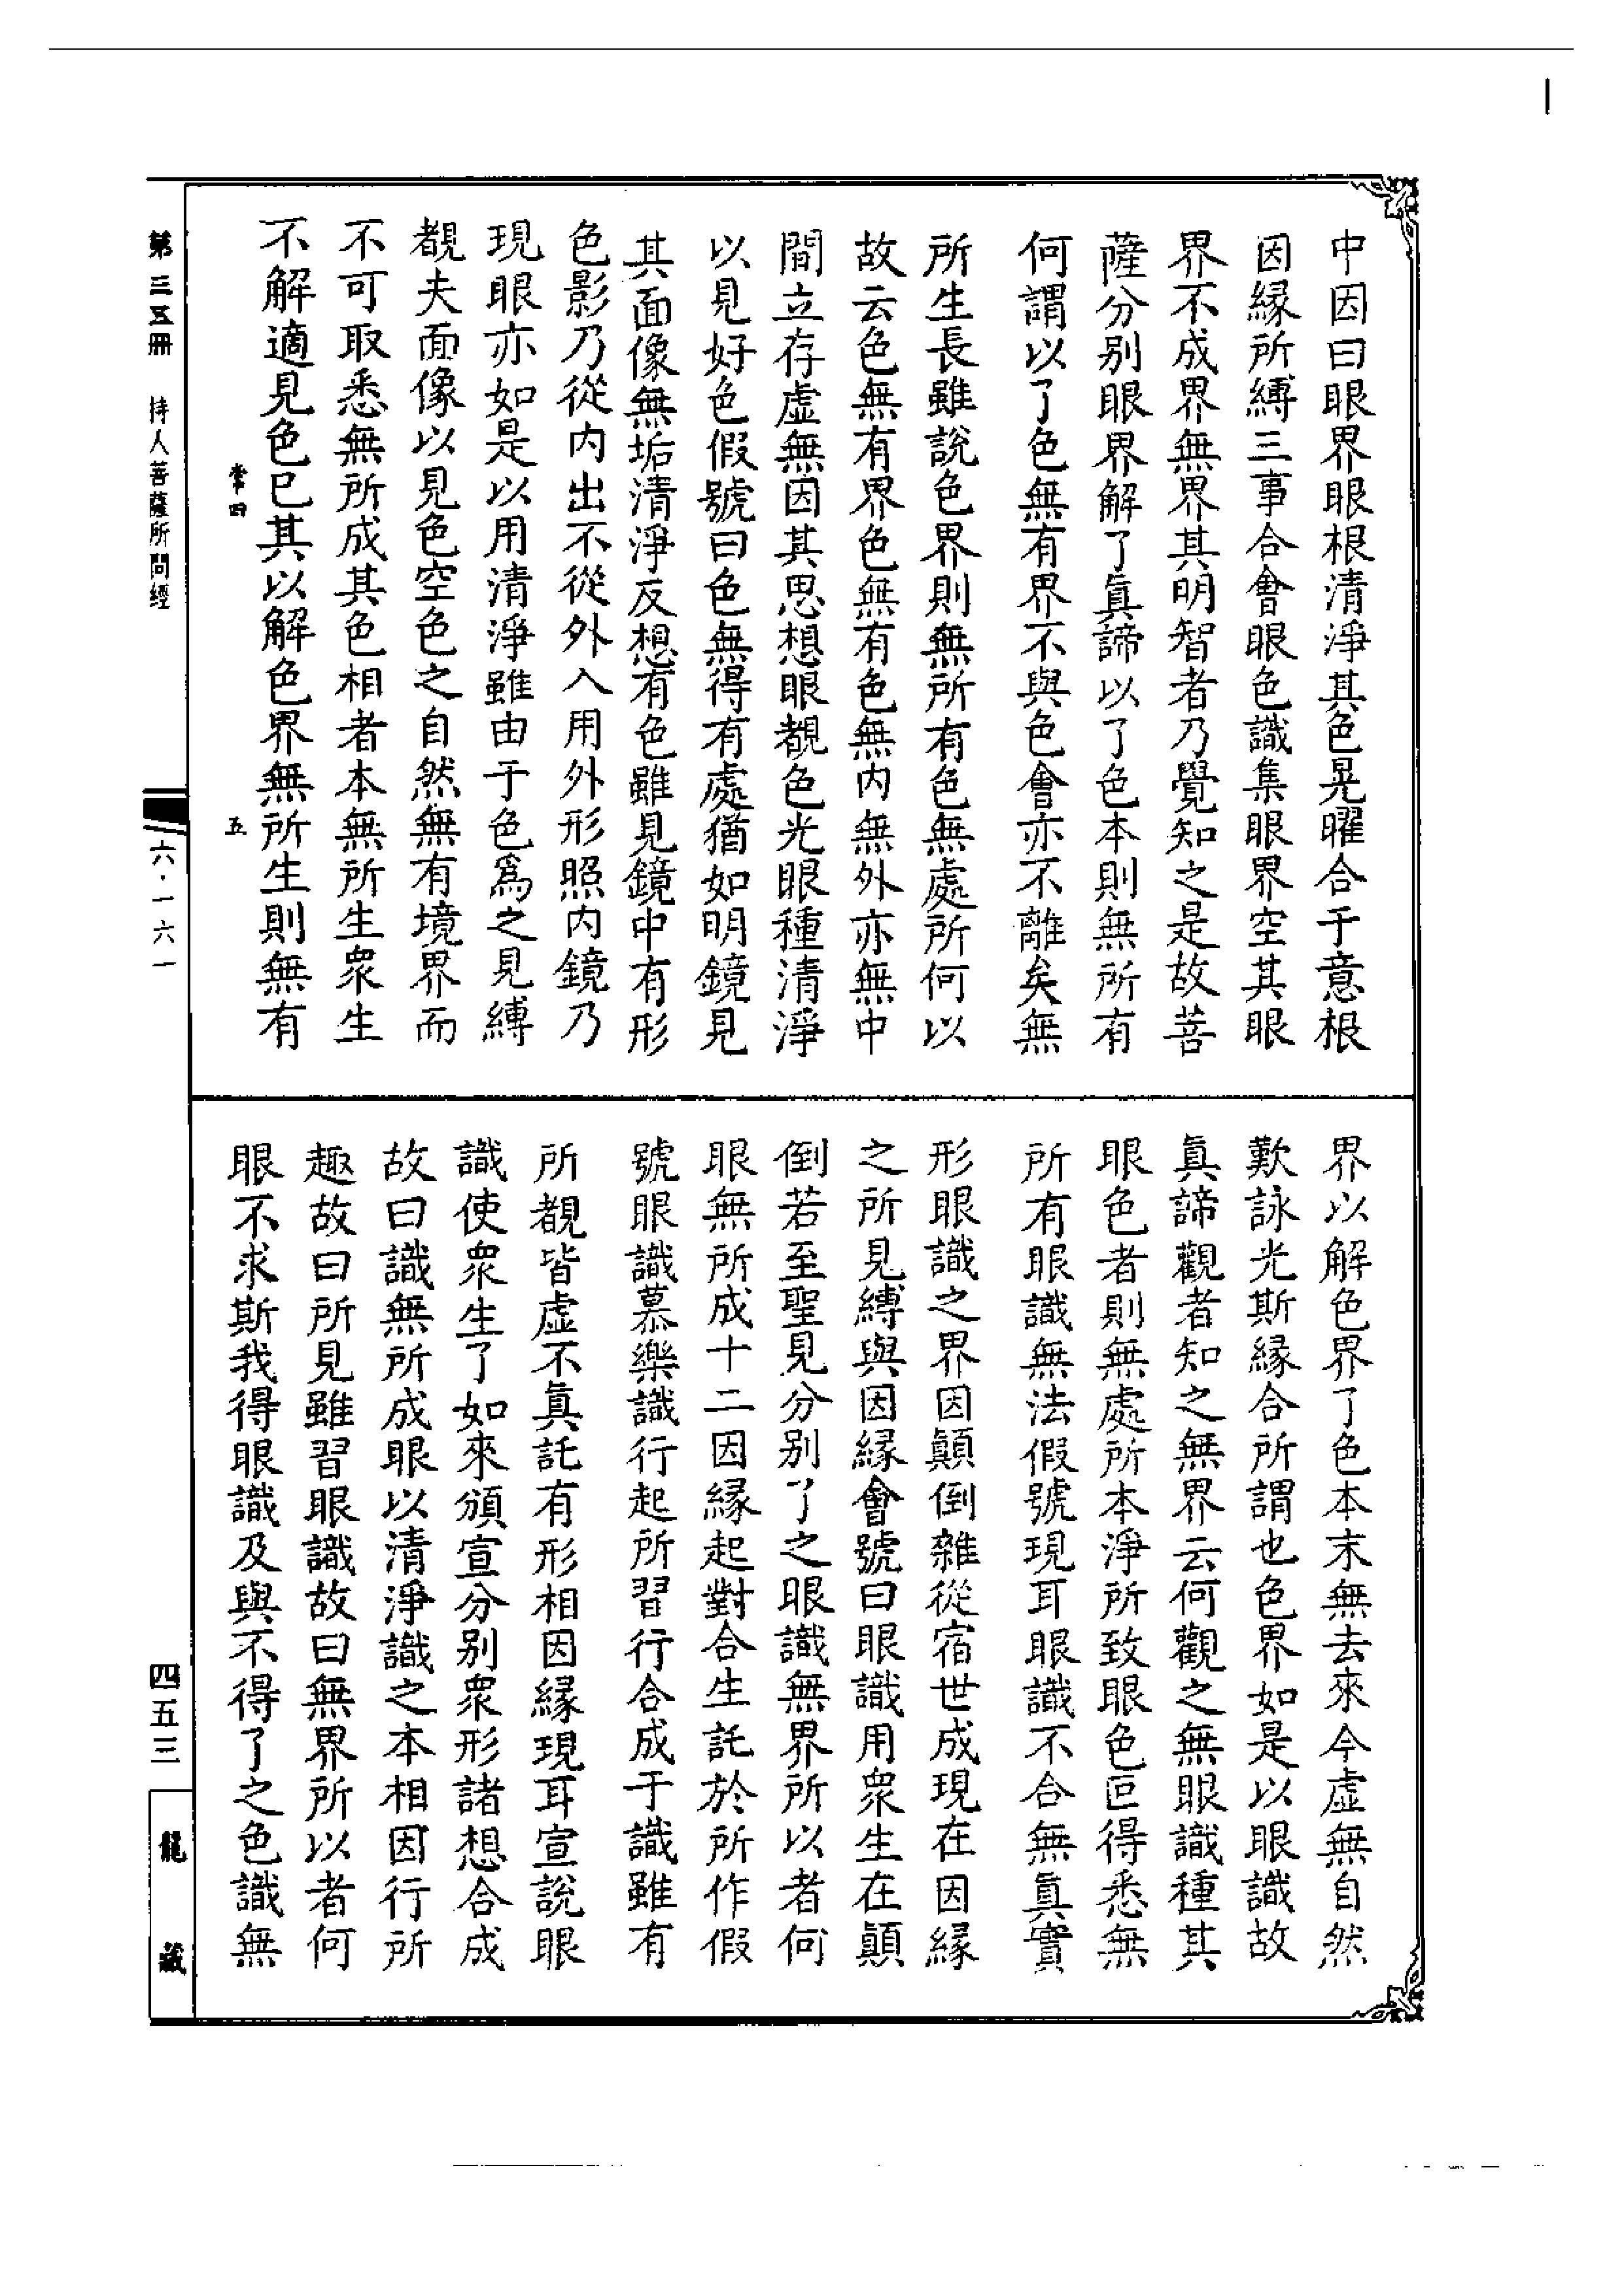 中因曰眼界眼根清淨其色晃曜合于意根
因縁所縛三事合會眼色識集眼界空其眼
界不成界無界其明智者乃覺知之是故菩
薩分别眼界解了眞諦以了色本則無所有
何謂以了色無有界不與色會亦不離矣無
所生長雖說色界則無所有色無處所何以
故云色無有界色無有色無内無外亦無中
間立存虛無因其思想眼覩色光眼種清淨
以見好色假號曰色無得有處猶如明鏡見
其面像無垢清淨反想有色雖見鏡中有形
色影乃從内出不從外入用外形照内鏡乃
現眼亦如是以用清淨雖由于色爲之見縛
覩夫面像以見色空色之自然無有境界而
不可取悉無所成其色相者本無所生衆生
不解適見色已其以解色界無所生則無有
界以解色界了色本末無去來今虛無自然
歎詠光斯縁合所謂也色界如是以眼識故
眞諦觀者知之無界云何觀之無眼識種其
眼色者則無處所本淨所致眼色叵得悉無
所有眼識無法假號現耳眼識不合無眞實
形眼識之界因顚倒雜從宿世成現在因縁
之所見縛與因縁會號曰眼識用衆生在顚
倒若至聖見分别了之眼識無界所以者何
眼無所成十二因縁起對合生託於所作假
號眼識慕樂識行起所習行合成于識雖有
所覩皆虛不眞託有形相因縁現耳宣說眼
識使衆生了如來頒宣分别衆形諸想合成
故曰識無所成眼以清淨識之本相因行所
趣故曰所見雖習眼識故曰無界所以者何
眼不求斯我得眼識及與不得了之色識無
第三五冊 持人菩薩所問經
常四 五
六·一六一
四五三
龍藏